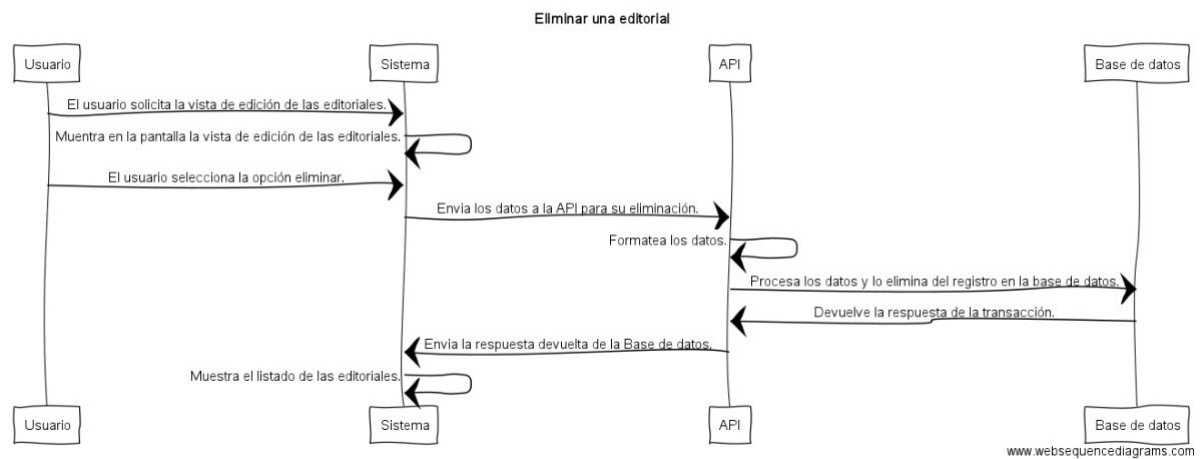 Eliminar una editorial
Usuario
Sistema
API
Base de datos
El usuario solicita la vista de edición de las editoriales.
Muentra en la pantalla la vista de edición de las editoriales.
El usuario selecciona la opción eliminar.
Envia los datos a la API para su eliminación.
Formatea los datos.
Procesa los datos y lo elimina del registro en la base de datos.
Devuelve la respuesta de la transacción.
Envia la respuesta devuelta de la Base de datos.
Muestra el listado de las editoriales.
Usuario
Sistema
API
Base de datos
www.websequencediagrams.com